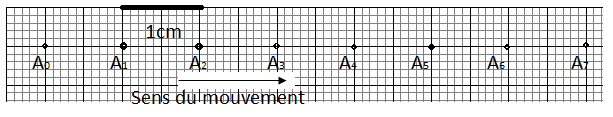 1cm
A0 A1 A2 A3 A4 A5 A6 A7
Sens du mouvement